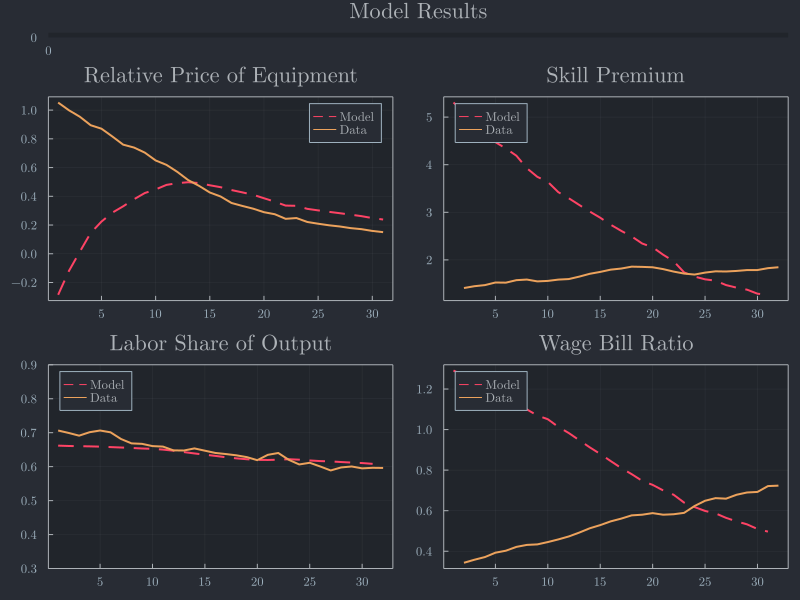 Model Results
0
0
Relative Price of Equipment
1.0
0.8
0.6
0.4
0.2
0.0
−0.2
Model
Data
5 10 15 20 25 30
Skill Premium
5
4
3
2
Model
Data
5 10 15 20 25 30
Labor Share of Output
0.9
0.8
0.7
0.6
0.5
0.4
0.3
Model
Data
5 10 15 20 25 30
Wage Bill Ratio
1.2
1.0
0.8
0.6
0.4
Model
Data
5 10 15 20 25 30